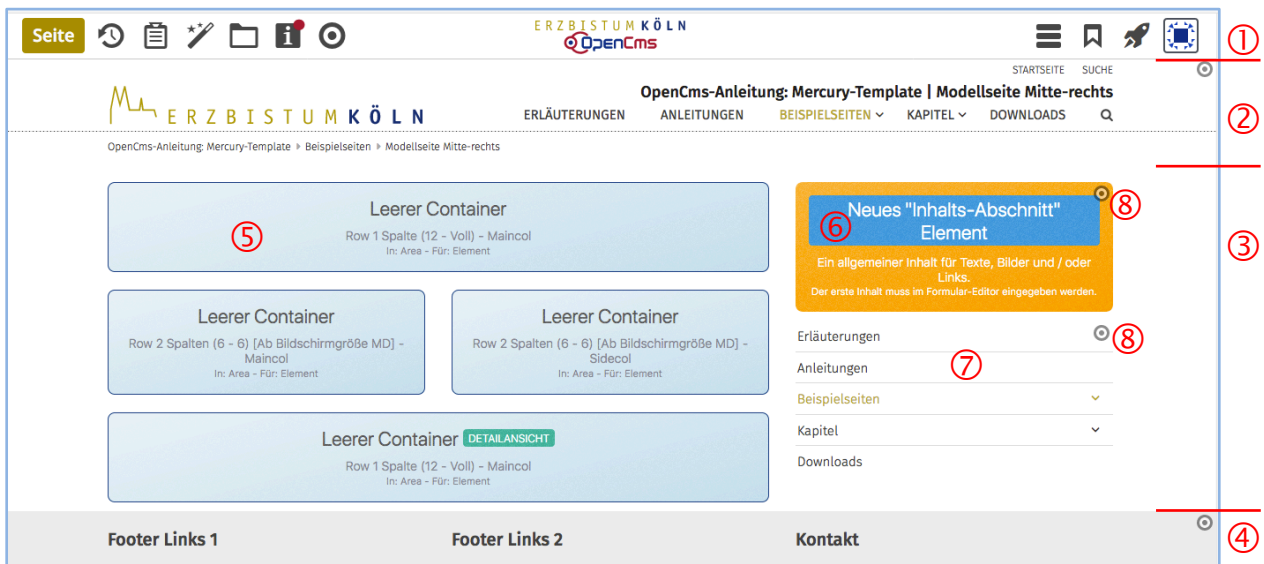 Seite
ERZBISTUM KÖLN
OpenCms
①
STARTSEITE SUCHE
OpenCms-Anleitung: Mercury-Template | Modellseite Mitte-rechts
ERZBISTUM KÖLN
ERLÄUTERUNGEN ANLEITUNGEN BEISPIELSEITEN KAPITEL DOWNLOADS
②
OpenCms-Anleitung: Mercury-Template Beispielseiten Modellseite Mitte-rechts
Leerer Container
Row 1 Spalte (12 - Voll) - Maincol
In: Area - Für: Element
⑤
Neues "Inhalts-Abschnitt"
Element
⑥
Ein allgemeiner Inhalt für Texte, Bilder und / oder
Links.
Der erste Inhalt muss im Formular-Editor eingegeben werden.
⑧
③
Leerer Container
Row 2 Spalten (6 - 6) [Ab Bildschirmgröße MD] -
Maincol
In: Area - Für: Element
Leerer Container
Row 2 Spalten (6 - 6) [Ab Bildschirmgröße MD] -
Sidecol
In: Area - Für: Element
Erläuterungen
⑧
Anleitungen
⑦
Beispielseiten
Kapitel
Downloads
Leerer Container DETAILANSICHT
Row 1 Spalte (12 - Voll) - Maincol
In: Area - Für: Element
Footer Links 1
Footer Links 2
Kontakt
④